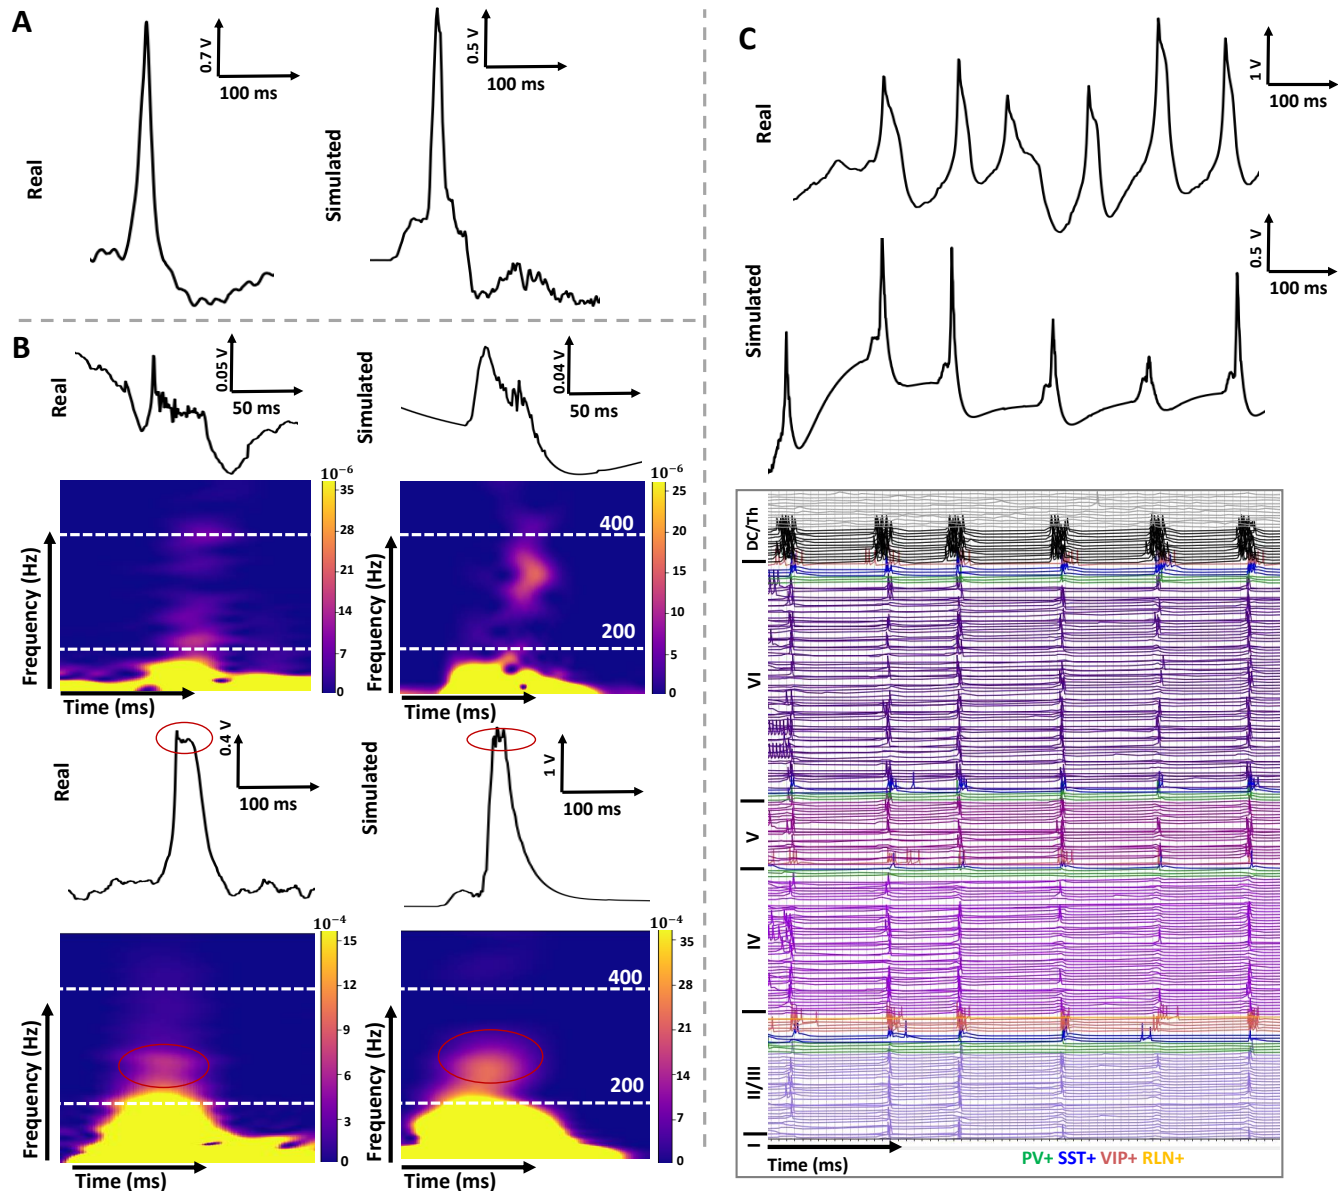 A
0.7 V
100 ms
Real
0.5 V
100 ms
Simulated
B
0.05 V
50 ms
Real
0.04 V
50 ms
Simulated
10⁻⁶
35
28
21
14
7
0
Frequency (Hz)
Time (ms)
10⁻⁶
25
20
15
10
5
0
400
200
Frequency (Hz)
Time (ms)
0.4 V
100 ms
Real
1 V
100 ms
Simulated
10⁻⁴
15
12
9
6
3
0
Frequency (Hz)
Time (ms)
10⁻⁴
35
28
21
14
7
0
400
200
Frequency (Hz)
Time (ms)
C
1 V
100 ms
Real
0.5 V
100 ms
Simulated
DC/Th
VI
V
IV
II/III
I
Time (ms)
PV+ SST+ VIP+ RLN+